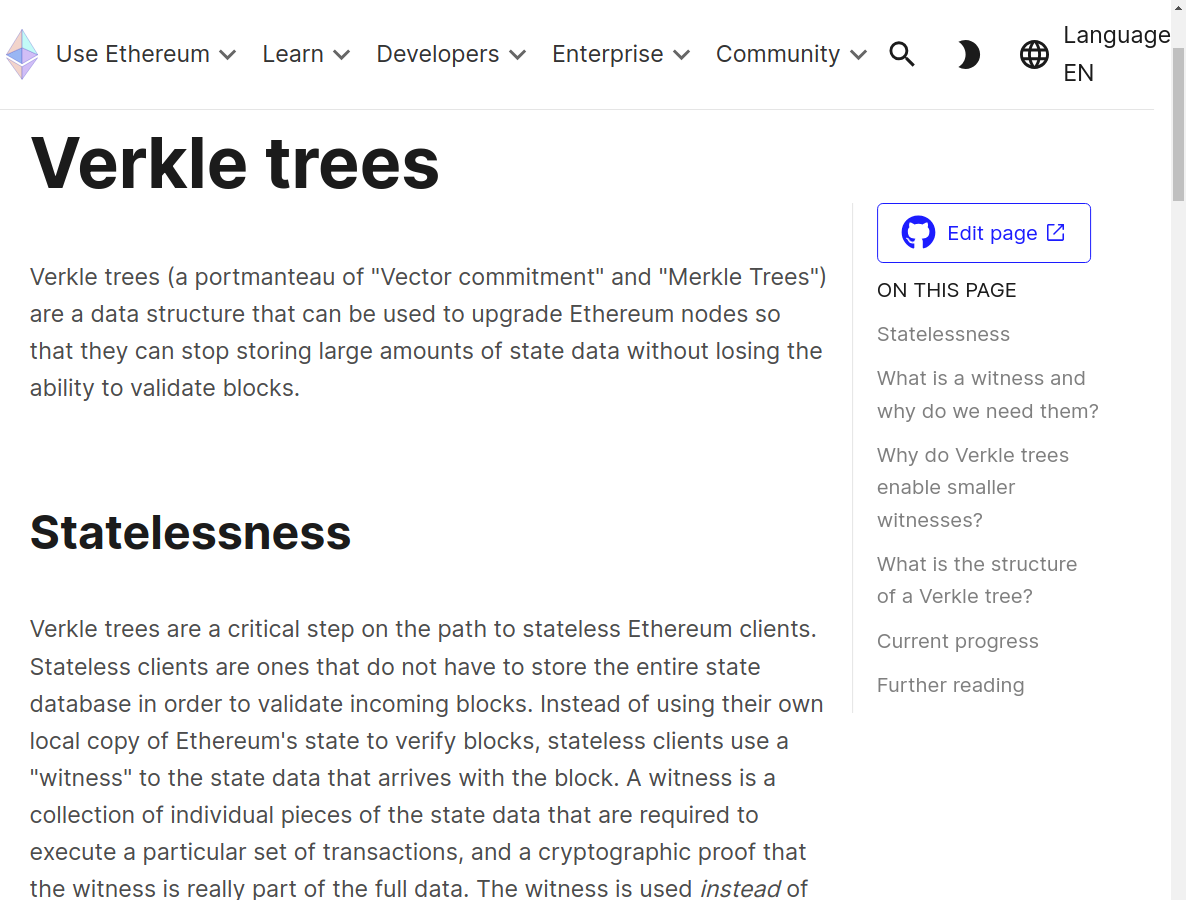 Use Ethereum Learn Developers Enterprise Community Language EN
Verkle trees
Verkle trees (a portmanteau of "Vector commitment" and "Merkle Trees")
are a data structure that can be used to upgrade Ethereum nodes so
that they can stop storing large amounts of state data without losing the
ability to validate blocks.
Statelessness
Verkle trees are a critical step on the path to stateless Ethereum clients.
Stateless clients are ones that do not have to store the entire state
database in order to validate incoming blocks. Instead of using their own
local copy of Ethereum's state to verify blocks, stateless clients use a
"witness" to the state data that arrives with the block. A witness is a
collection of individual pieces of the state data that are required to
execute a particular set of transactions, and a cryptographic proof that
the witness is really part of the full data. The witness is used instead of
Edit page
ON THIS PAGE
Statelessness
What is a witness and
why do we need them?
Why do Verkle trees
enable smaller
witnesses?
What is the structure
of a Verkle tree?
Current progress
Further reading